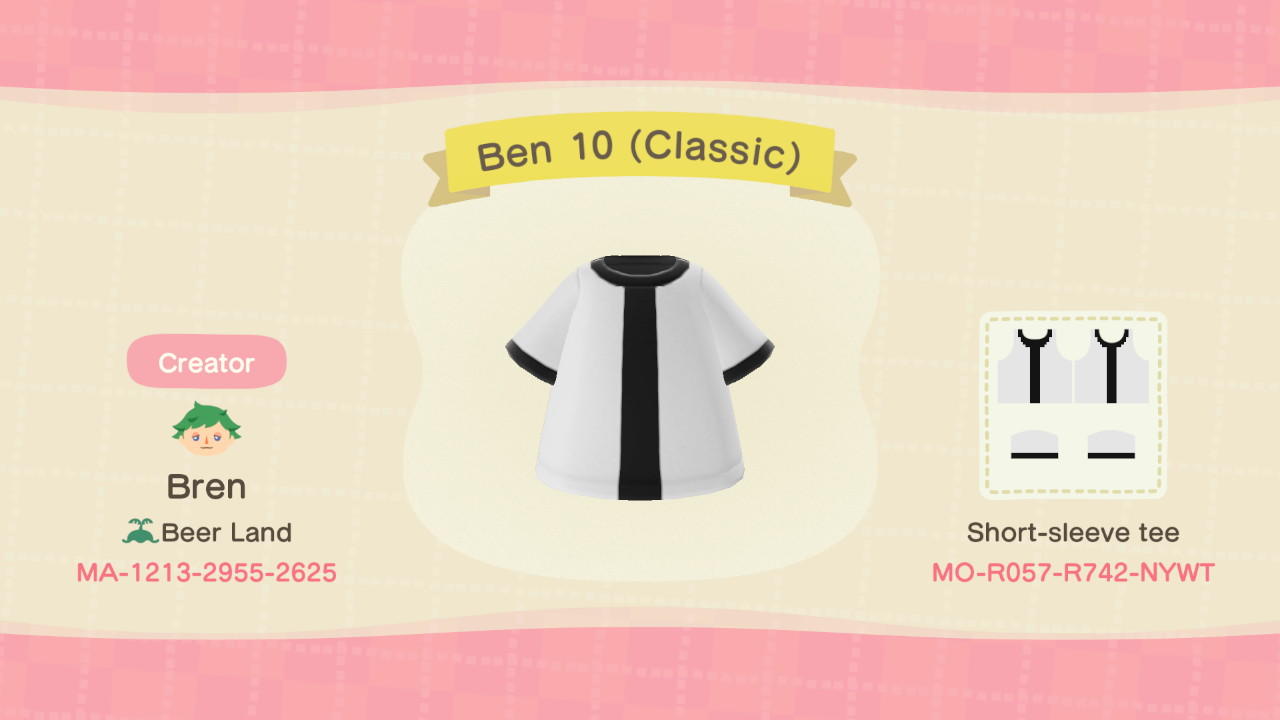 Ben 10 (Classic)
Creator
Bren
Beer Land
MA-1213-2955-2625
Short-sleeve tee
MO-R057-R742-NYWT